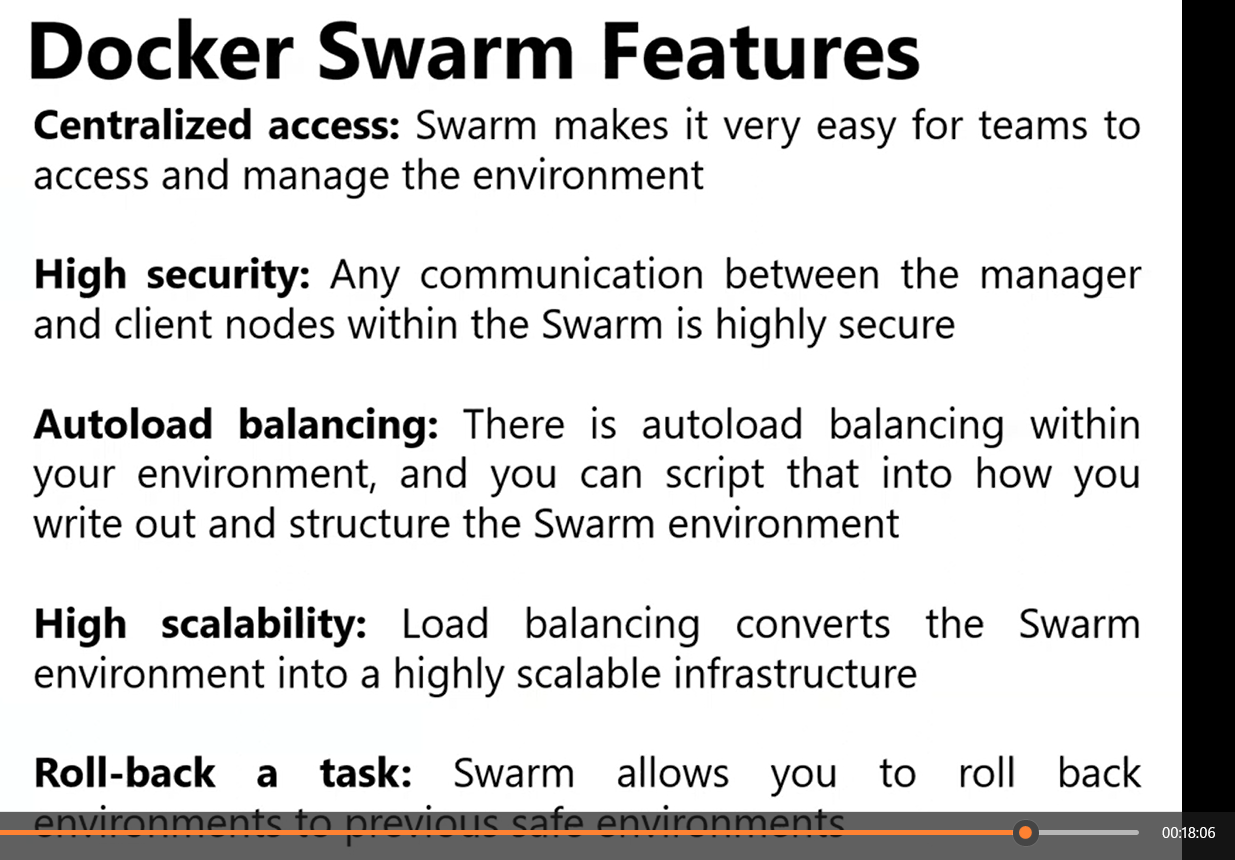 Docker Swarm Features
Centralized access: Swarm makes it very easy for teams to
access and manage the environment
High security: Any communication between the manager
and client nodes within the Swarm is highly secure
Autoload balancing: There is autoload balancing within
your environment, and you can script that into how you
write out and structure the Swarm environment
High scalability: Load balancing converts the Swarm
environment into a highly scalable infrastructure
Roll-back a task: Swarm allows you to roll back
environments to previous safe environments
00:18:06